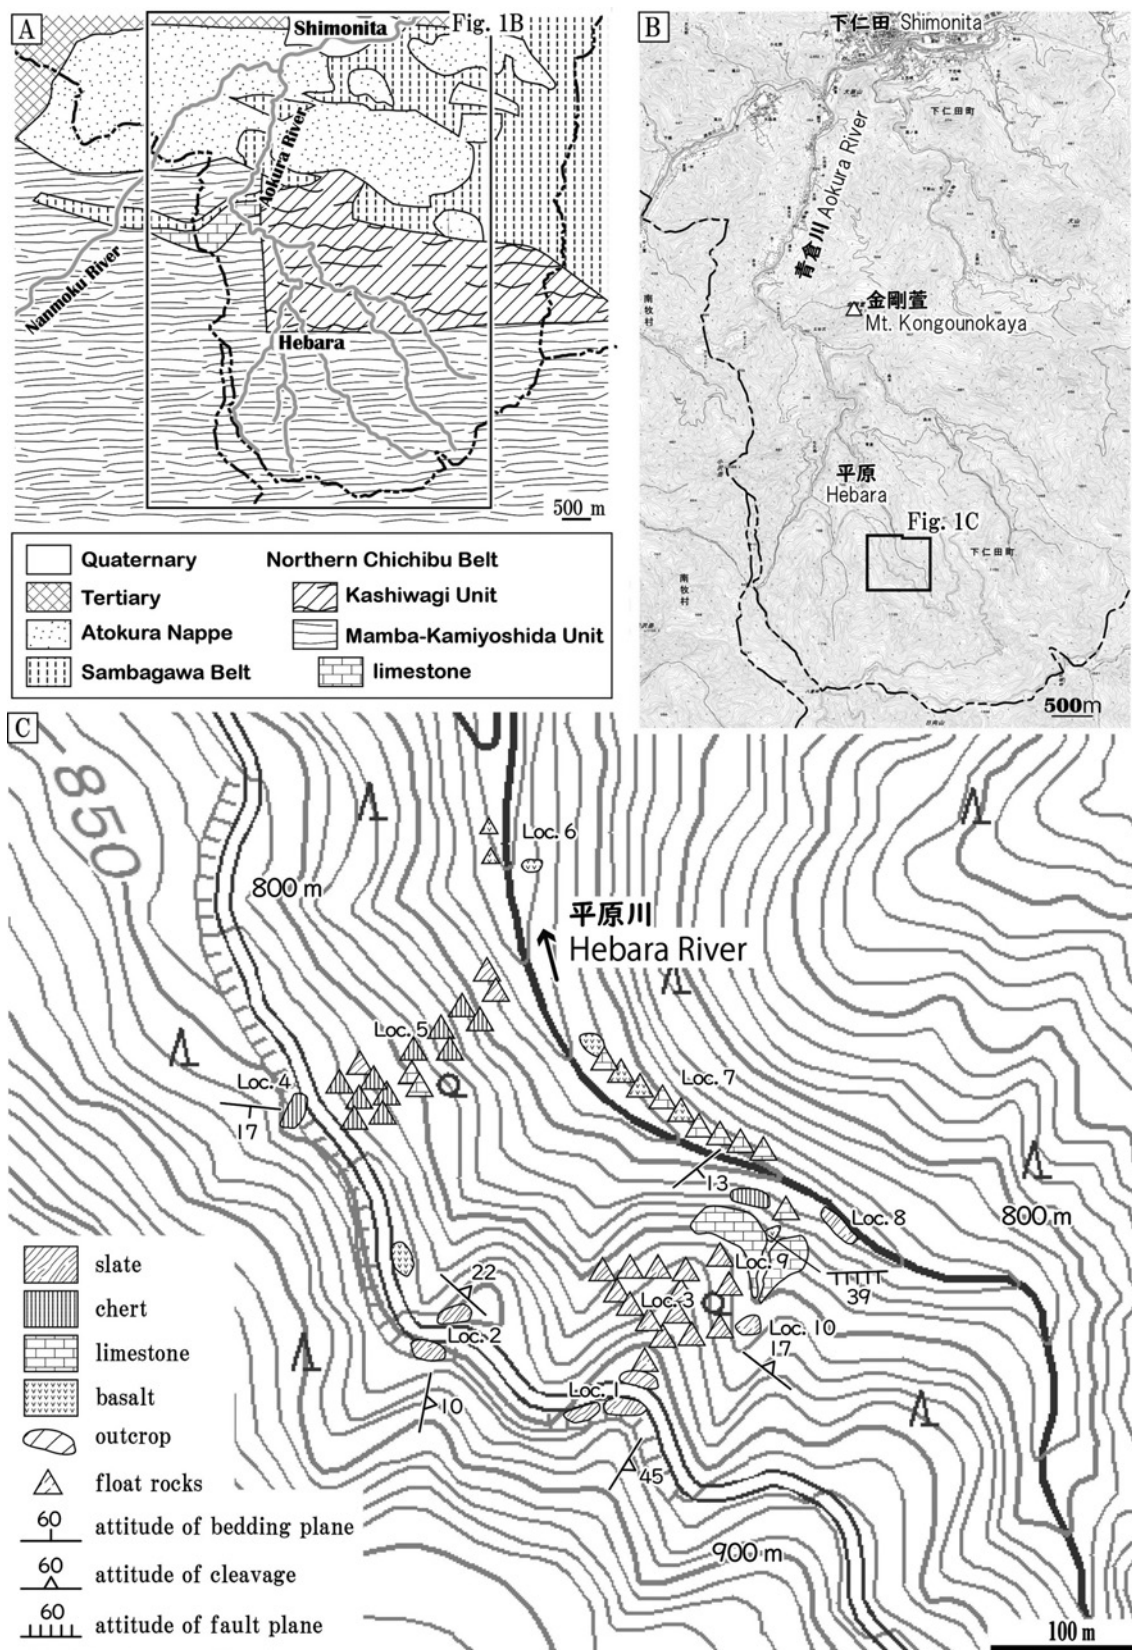 A
Shimonita
Fig. 1B
Aokura River
Nanmoku River
Hebara
500 m
Quaternary
Tertiary
Atokura Nappe
Sambagawa Belt
Northern Chichibu Belt
Kashiwagi Unit
Mamba-Kamiyoshida Unit
limestone
B
下仁田 Shimonita
下仁田町
青倉川 Aokura River
金剛萱
Mt. Kongounokaya
南牧村
平原
Hebara
Fig. 1C
下仁田町
南牧村
500m
C
850
800 m
Loc. 6
平原川
Hebara River
Loc. 5
Loc. 4
17
Loc. 7
13
Loc. 8
800 m
Loc. 9
39
22
Loc. 3
Loc. 2
Loc. 10
17
10
Loc. 1
45
900 m
slate
chert
limestone
basalt
outcrop
float rocks
60 attitude of bedding plane
60 attitude of cleavage
60 attitude of fault plane
100 m